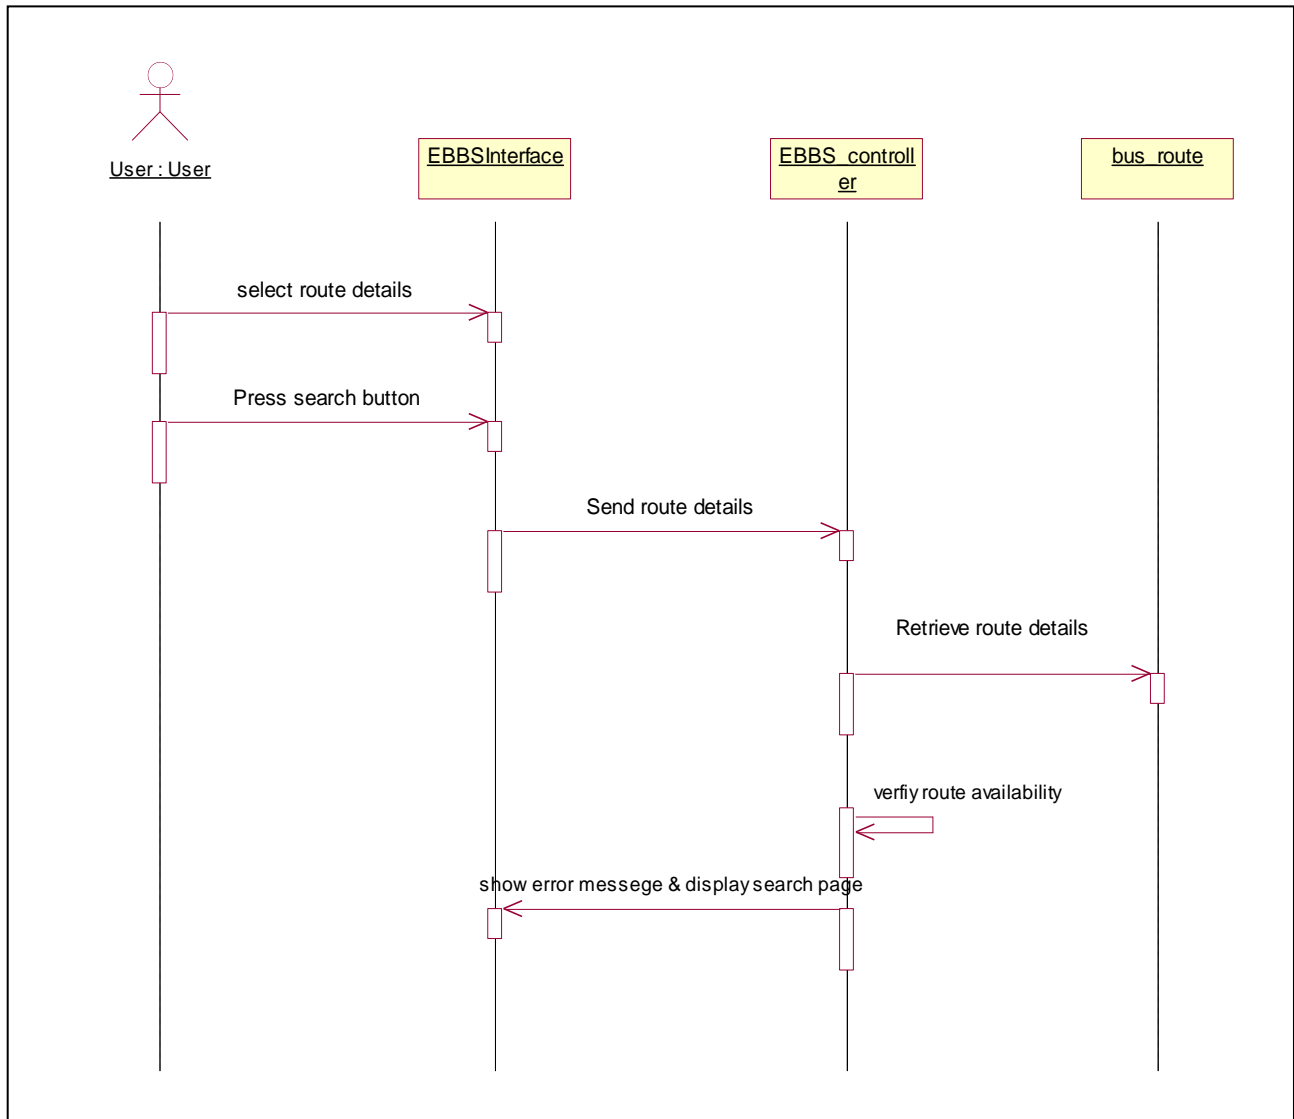 User : User
EBBSInterface
EBBS_controll
er
bus_route
select route details
Press search button
Send route details
Retrieve route details
verfiy route availability
show error messege & display search page